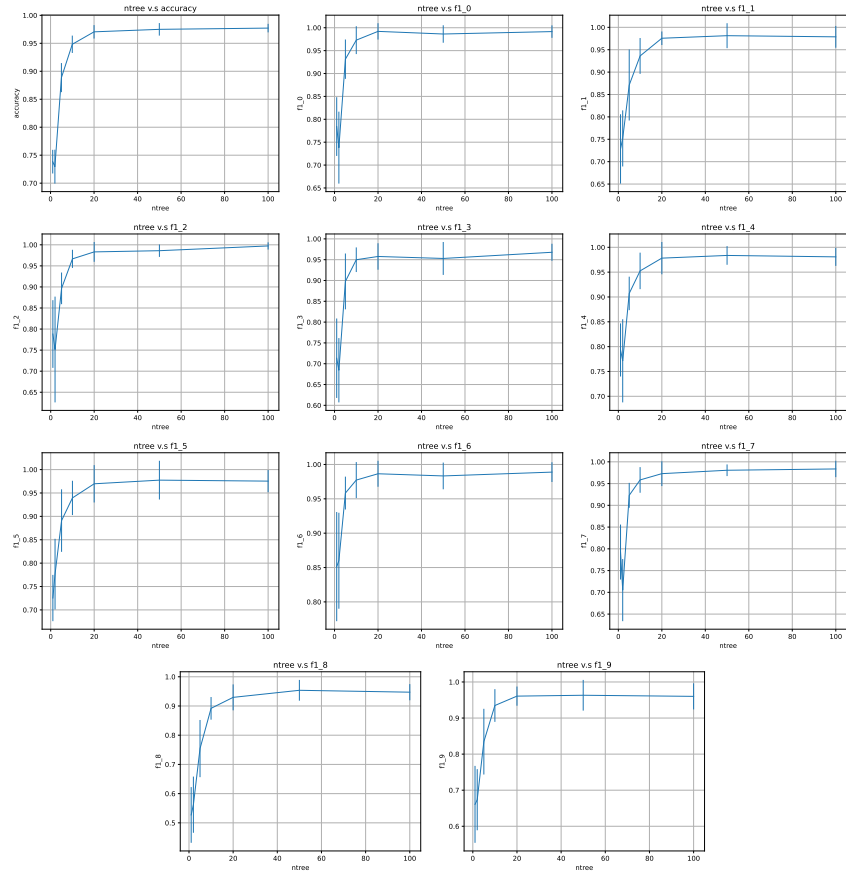 ntree v.s accuracy
accuracy
1.00
0.95
0.90
0.85
0.80
0.75
0.70
0 20 40 60 80 100
ntree
ntree v.s f1_0
f1_0
1.00
0.95
0.90
0.85
0.80
0.75
0.70
0.65
0 20 40 60 80 100
ntree
ntree v.s f1_1
f1_1
1.00
0.95
0.90
0.85
0.80
0.75
0.70
0.65
0 20 40 60 80 100
ntree
ntree v.s f1_2
f1_2
1.00
0.95
0.90
0.85
0.80
0.75
0.70
0.65
0 20 40 60 80 100
ntree
ntree v.s f1_3
f1_3
1.00
0.95
0.90
0.85
0.80
0.75
0.70
0.65
0.60
0 20 40 60 80 100
ntree
ntree v.s f1_4
f1_4
1.00
0.95
0.90
0.85
0.80
0.75
0.70
0 20 40 60 80 100
ntree
ntree v.s f1_5
f1_5
1.00
0.95
0.90
0.85
0.80
0.75
0.70
0 20 40 60 80 100
ntree
ntree v.s f1_6
f1_6
1.00
0.95
0.90
0.85
0.80
0 20 40 60 80 100
ntree
ntree v.s f1_7
f1_7
1.00
0.95
0.90
0.85
0.80
0.75
0.70
0.65
0 20 40 60 80 100
ntree
ntree v.s f1_8
f1_8
1.0
0.9
0.8
0.7
0.6
0.5
0 20 40 60 80 100
ntree
ntree v.s f1_9
f1_9
1.0
0.9
0.8
0.7
0.6
0 20 40 60 80 100
ntree